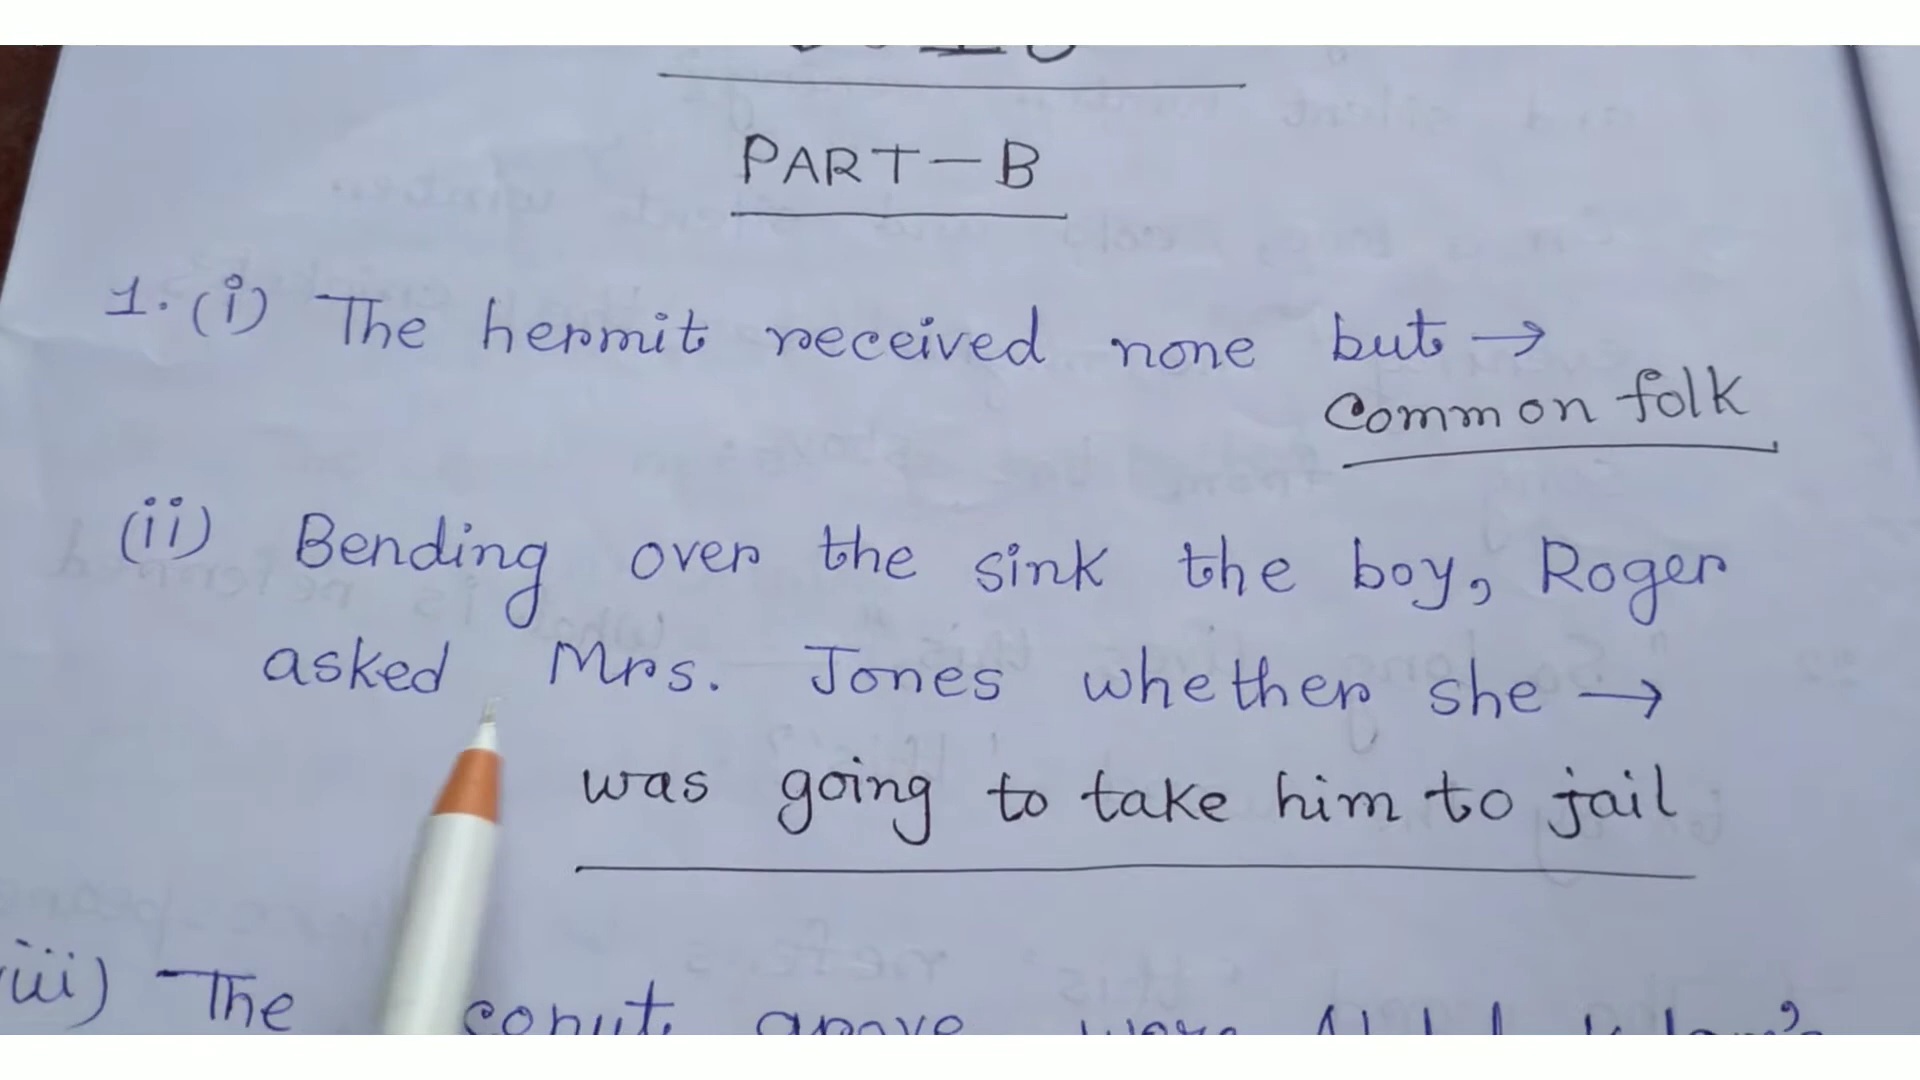 PART-B
1. (i) The hermit received none but →
common folk
(ii) Bending over the sink the boy, Roger
asked Mrs. Jones whether she →
was going to take him to jail
iii) The